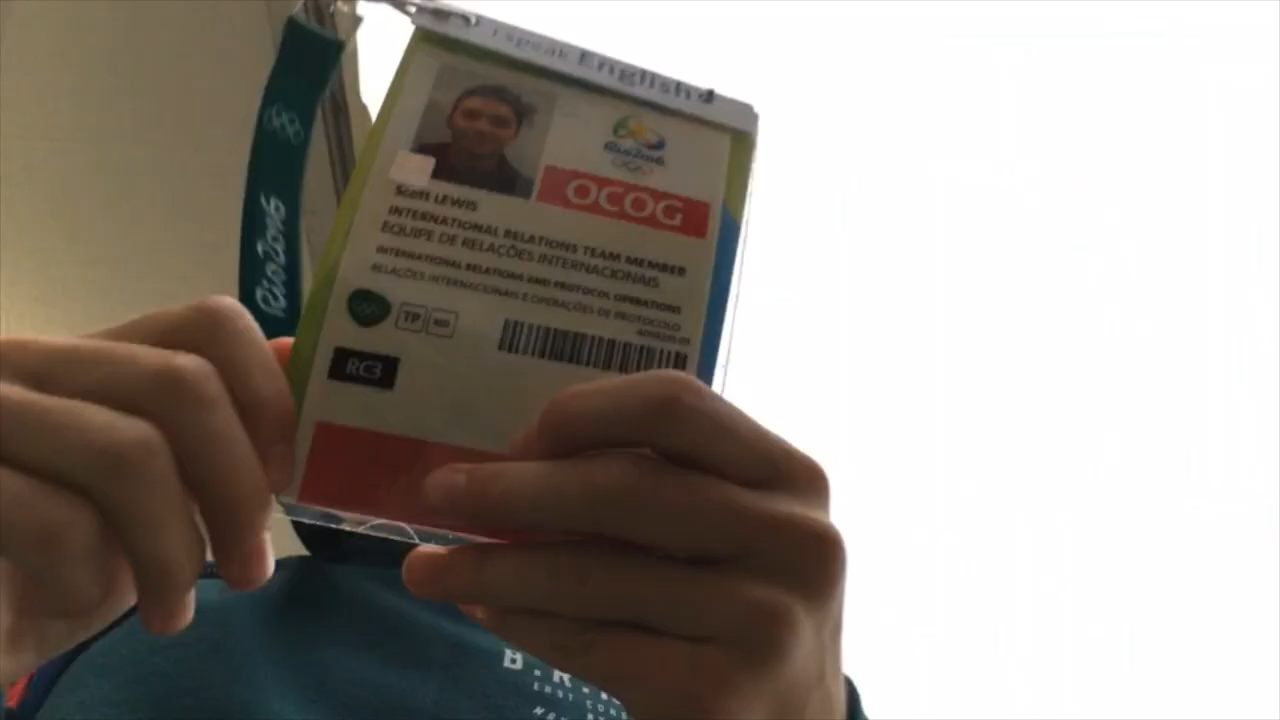 I speak English
Rio2016
Rio2016
OCOG
Scott LEWIS
INTERNATIONAL RELATIONS TEAM MEMBER
EQUIPE DE RELAÇÕES INTERNACIONAIS
INTERNATIONAL RELATIONS AND PROTOCOL OPERATIONS
RELAÇÕES INTERNACIONAIS E OPERAÇÕES DE PROTOCOLO
TP
RC3